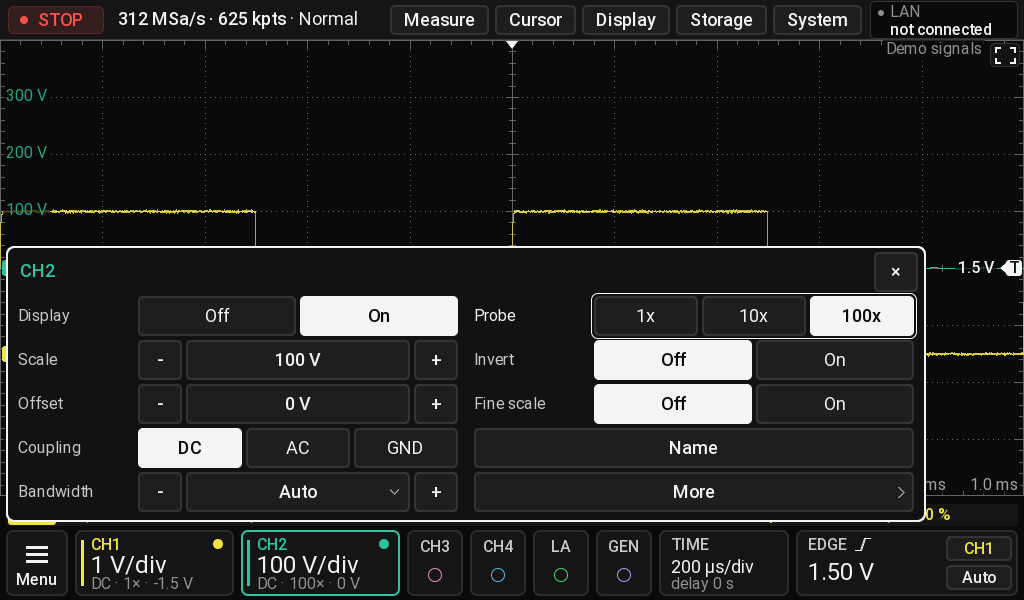 STOP
312 MSa/s · 625 kpts · Normal
Measure
Cursor
Display
Storage
System
LAN
not connected
Demo signals
300 V
200 V
100 V
1.5 V
T
CH2
×
Display
Off
On
Probe
1x
10x
100x
Scale
-
100 V
+
Invert
Off
On
Offset
-
0 V
+
Fine scale
Off
On
Coupling
DC
AC
GND
Name
Bandwidth
-
Auto
+
More
ms
1.0 ms
0 %
Menu
CH1
1 V/div
DC · 1× · -1.5 V
CH2
100 V/div
DC · 100× · 0 V
CH3
CH4
LA
GEN
TIME
200 µs/div
delay 0 s
EDGE
1.50 V
CH1
Auto